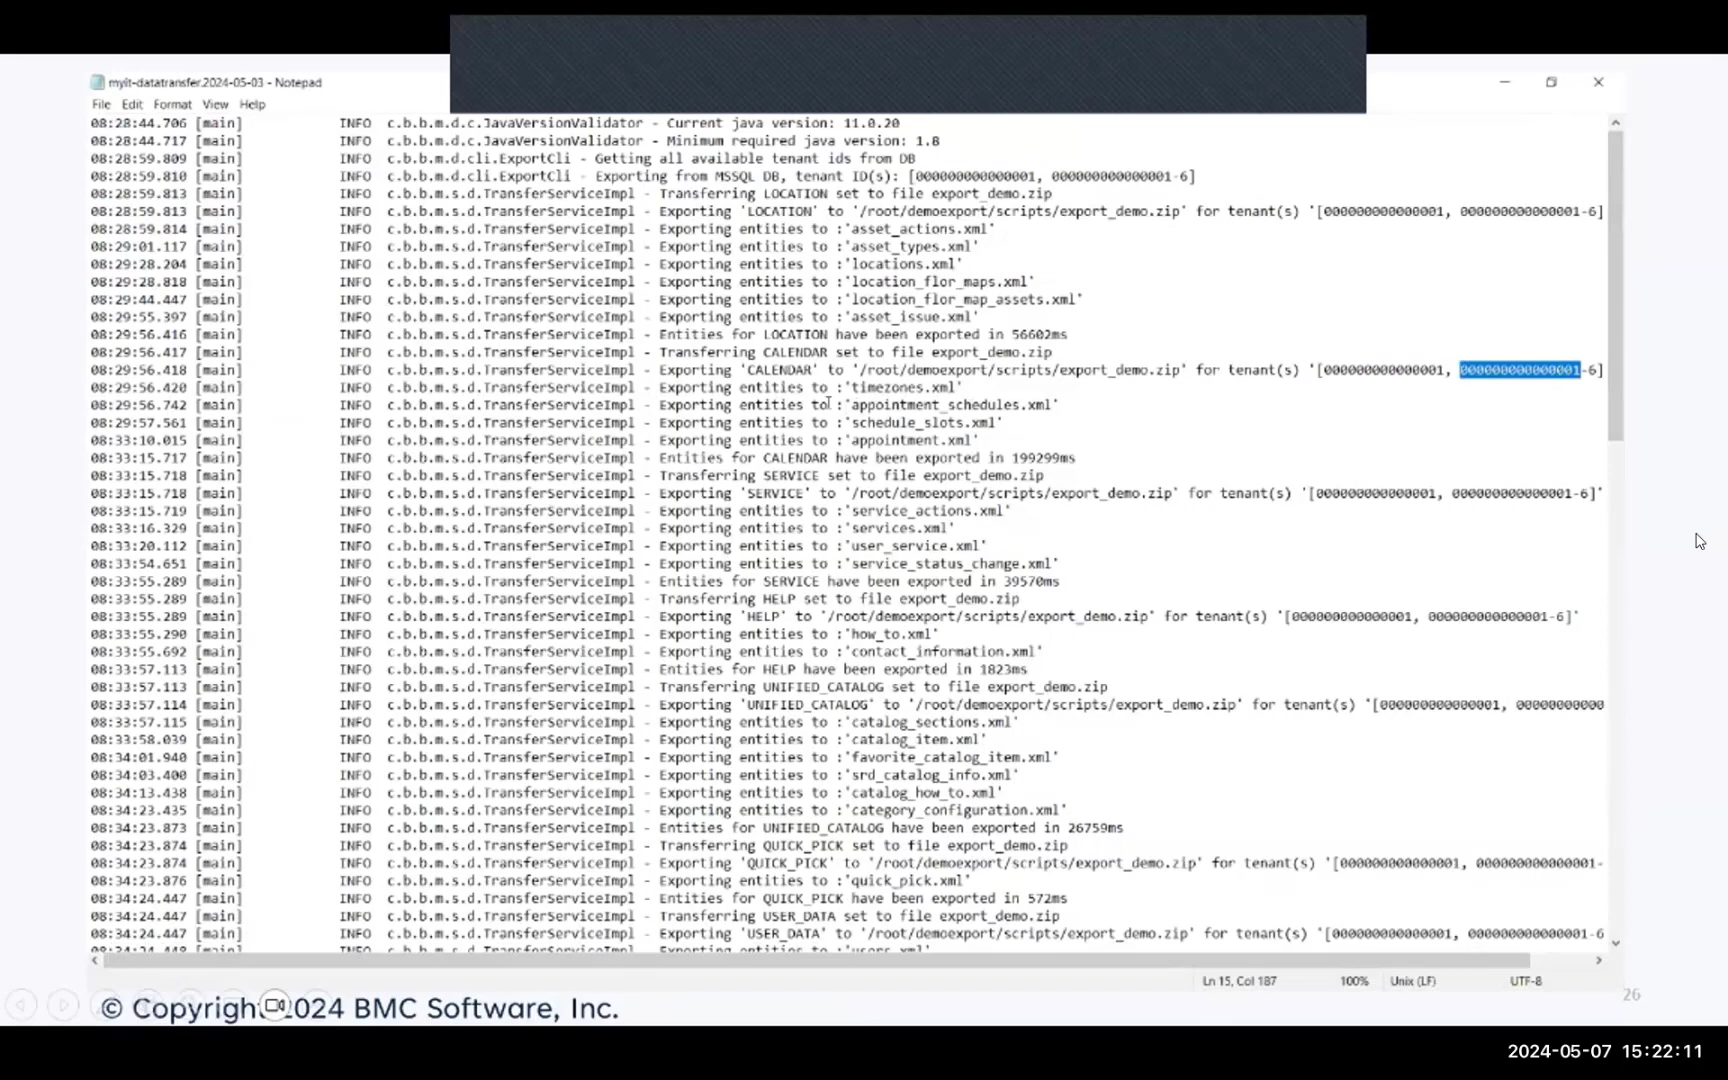 myit-datatransfer.2024-05-03 - Notepad
File Edit Format View Help
08:28:44.706 [main] INFO c.b.b.m.d.c.JavaVersionValidator - Current java version: 11.0.20
08:28:44.717 [main] INFO c.b.b.m.d.c.JavaVersionValidator - Minimum required java version: 1.8
08:28:59.809 [main] INFO c.b.b.m.d.cli.ExportCli - Getting all available tenant ids from DB
08:28:59.810 [main] INFO c.b.b.m.d.cli.ExportCli - Exporting from MSSQL DB, tenant ID(s): [000000000000001, 000000000000001-6]
08:28:59.813 [main] INFO c.b.b.m.s.d.TransferServiceImpl - Transferring LOCATION set to file export_demo.zip
08:28:59.813 [main] INFO c.b.b.m.s.d.TransferServiceImpl - Exporting 'LOCATION' to '/root/demoexport/scripts/export_demo.zip' for tenant(s) '[000000000000001, 000000000000001-6]
08:28:59.814 [main] INFO c.b.b.m.s.d.TransferServiceImpl - Exporting entities to :'asset_actions.xml'
08:29:01.117 [main] INFO c.b.b.m.s.d.TransferServiceImpl - Exporting entities to :'asset_types.xml'
08:29:28.204 [main] INFO c.b.b.m.s.d.TransferServiceImpl - Exporting entities to :'locations.xml'
08:29:28.818 [main] INFO c.b.b.m.s.d.TransferServiceImpl - Exporting entities to :'location_flor_maps.xml'
08:29:44.447 [main] INFO c.b.b.m.s.d.TransferServiceImpl - Exporting entities to :'location_flor_map_assets.xml'
08:29:55.397 [main] INFO c.b.b.m.s.d.TransferServiceImpl - Exporting entities to :'asset_issue.xml'
08:29:56.416 [main] INFO c.b.b.m.s.d.TransferServiceImpl - Entities for LOCATION have been exported in 56602ms
08:29:56.417 [main] INFO c.b.b.m.s.d.TransferServiceImpl - Transferring CALENDAR set to file export_demo.zip
08:29:56.418 [main] INFO c.b.b.m.s.d.TransferServiceImpl - Exporting 'CALENDAR' to '/root/demoexport/scripts/export_demo.zip' for tenant(s) '[000000000000001, 000000000000001-6]
08:29:56.420 [main] INFO c.b.b.m.s.d.TransferServiceImpl - Exporting entities to :'timezones.xml'
08:29:56.742 [main] INFO c.b.b.m.s.d.TransferServiceImpl - Exporting entities to :'appointment_schedules.xml'
08:29:57.561 [main] INFO c.b.b.m.s.d.TransferServiceImpl - Exporting entities to :'schedule_slots.xml'
08:33:10.015 [main] INFO c.b.b.m.s.d.TransferServiceImpl - Exporting entities to :'appointment.xml'
08:33:15.717 [main] INFO c.b.b.m.s.d.TransferServiceImpl - Entities for CALENDAR have been exported in 199299ms
08:33:15.718 [main] INFO c.b.b.m.s.d.TransferServiceImpl - Transferring SERVICE set to file export_demo.zip
08:33:15.718 [main] INFO c.b.b.m.s.d.TransferServiceImpl - Exporting 'SERVICE' to '/root/demoexport/scripts/export_demo.zip' for tenant(s) '[000000000000001, 000000000000001-6]'
08:33:15.719 [main] INFO c.b.b.m.s.d.TransferServiceImpl - Exporting entities to :'service_actions.xml'
08:33:16.329 [main] INFO c.b.b.m.s.d.TransferServiceImpl - Exporting entities to :'services.xml'
08:33:20.112 [main] INFO c.b.b.m.s.d.TransferServiceImpl - Exporting entities to :'user_service.xml'
08:33:54.651 [main] INFO c.b.b.m.s.d.TransferServiceImpl - Exporting entities to :'service_status_change.xml'
08:33:55.289 [main] INFO c.b.b.m.s.d.TransferServiceImpl - Entities for SERVICE have been exported in 39570ms
08:33:55.289 [main] INFO c.b.b.m.s.d.TransferServiceImpl - Transferring HELP set to file export_demo.zip
08:33:55.289 [main] INFO c.b.b.m.s.d.TransferServiceImpl - Exporting 'HELP' to '/root/demoexport/scripts/export_demo.zip' for tenant(s) '[000000000000001, 000000000000001-6]'
08:33:55.290 [main] INFO c.b.b.m.s.d.TransferServiceImpl - Exporting entities to :'how_to.xml'
08:33:55.692 [main] INFO c.b.b.m.s.d.TransferServiceImpl - Exporting entities to :'contact_information.xml'
08:33:57.113 [main] INFO c.b.b.m.s.d.TransferServiceImpl - Entities for HELP have been exported in 1823ms
08:33:57.113 [main] INFO c.b.b.m.s.d.TransferServiceImpl - Transferring UNIFIED_CATALOG set to file export_demo.zip
08:33:57.114 [main] INFO c.b.b.m.s.d.TransferServiceImpl - Exporting 'UNIFIED_CATALOG' to '/root/demoexport/scripts/export_demo.zip' for tenant(s) '[000000000000001, 00000000000
08:33:57.115 [main] INFO c.b.b.m.s.d.TransferServiceImpl - Exporting entities to :'catalog_sections.xml'
08:33:58.039 [main] INFO c.b.b.m.s.d.TransferServiceImpl - Exporting entities to :'catalog_item.xml'
08:34:01.940 [main] INFO c.b.b.m.s.d.TransferServiceImpl - Exporting entities to :'favorite_catalog_item.xml'
08:34:03.400 [main] INFO c.b.b.m.s.d.TransferServiceImpl - Exporting entities to :'srd_catalog_info.xml'
08:34:13.438 [main] INFO c.b.b.m.s.d.TransferServiceImpl - Exporting entities to :'catalog_how_to.xml'
08:34:23.435 [main] INFO c.b.b.m.s.d.TransferServiceImpl - Exporting entities to :'category_configuration.xml'
08:34:23.873 [main] INFO c.b.b.m.s.d.TransferServiceImpl - Entities for UNIFIED_CATALOG have been exported in 26759ms
08:34:23.874 [main] INFO c.b.b.m.s.d.TransferServiceImpl - Transferring QUICK_PICK set to file export_demo.zip
08:34:23.874 [main] INFO c.b.b.m.s.d.TransferServiceImpl - Exporting 'QUICK_PICK' to '/root/demoexport/scripts/export_demo.zip' for tenant(s) '[000000000000001, 000000000000001-
08:34:23.876 [main] INFO c.b.b.m.s.d.TransferServiceImpl - Exporting entities to :'quick_pick.xml'
08:34:24.447 [main] INFO c.b.b.m.s.d.TransferServiceImpl - Entities for QUICK_PICK have been exported in 572ms
08:34:24.447 [main] INFO c.b.b.m.s.d.TransferServiceImpl - Transferring USER_DATA set to file export_demo.zip
08:34:24.447 [main] INFO c.b.b.m.s.d.TransferServiceImpl - Exporting 'USER_DATA' to '/root/demoexport/scripts/export_demo.zip' for tenant(s) '[000000000000001, 000000000000001-6
Ln 15, Col 187 100% Unix (LF) UTF-8
26
© Copyright 2024 BMC Software, Inc.
2024-05-07 15:22:11